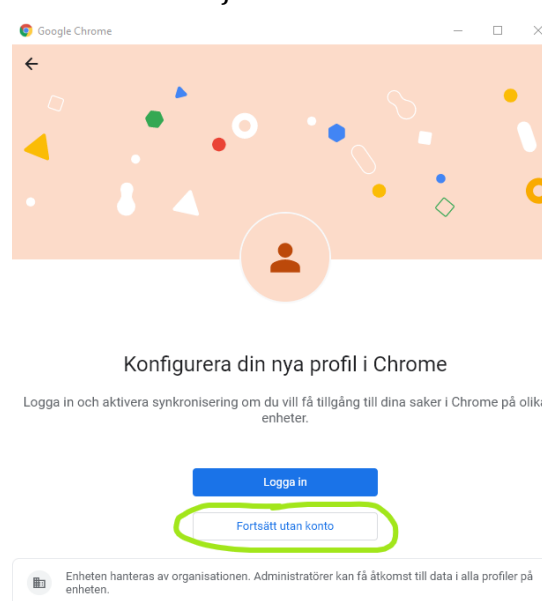 Google Chrome
Konfigurera din nya profil i Chrome
Logga in och aktivera synkronisering om du vill få tillgång till dina saker i Chrome på olika
enheter.
Logga in
Fortsätt utan konto
Enheten hanteras av organisationen. Administratörer kan få åtkomst till data i alla profiler på
enheten.